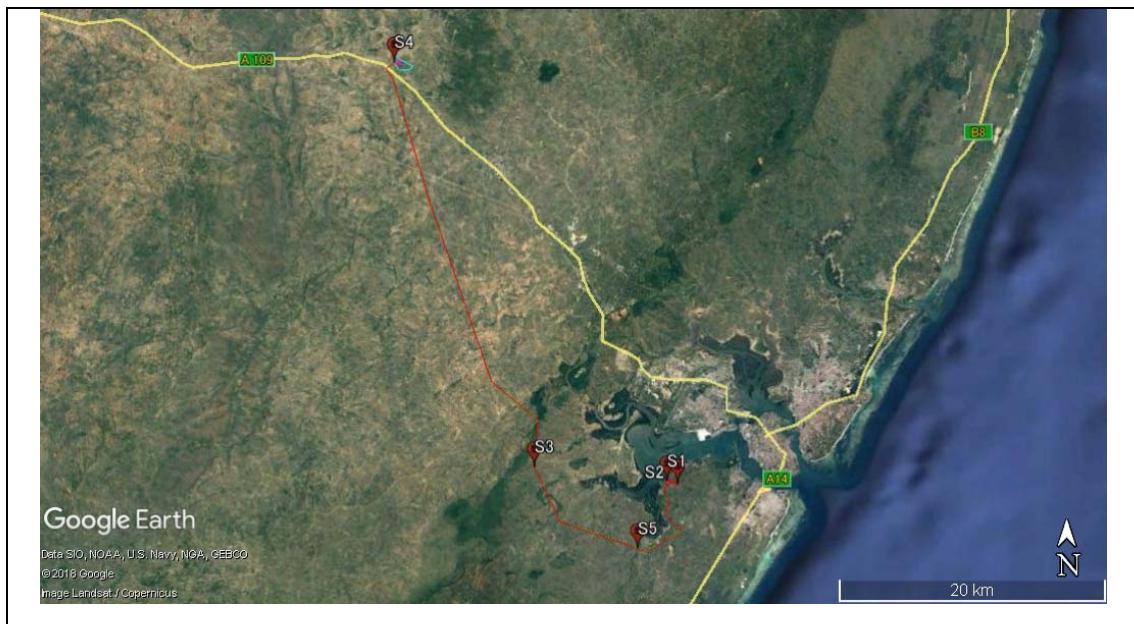 S4
A 109
B8
S3
S2 S1
A14
S5
Google Earth
Data SIO, NOAA, U.S. Navy, NGA, GEBCO
©2018 Google
Image Landsat / Copernicus
N
20 km